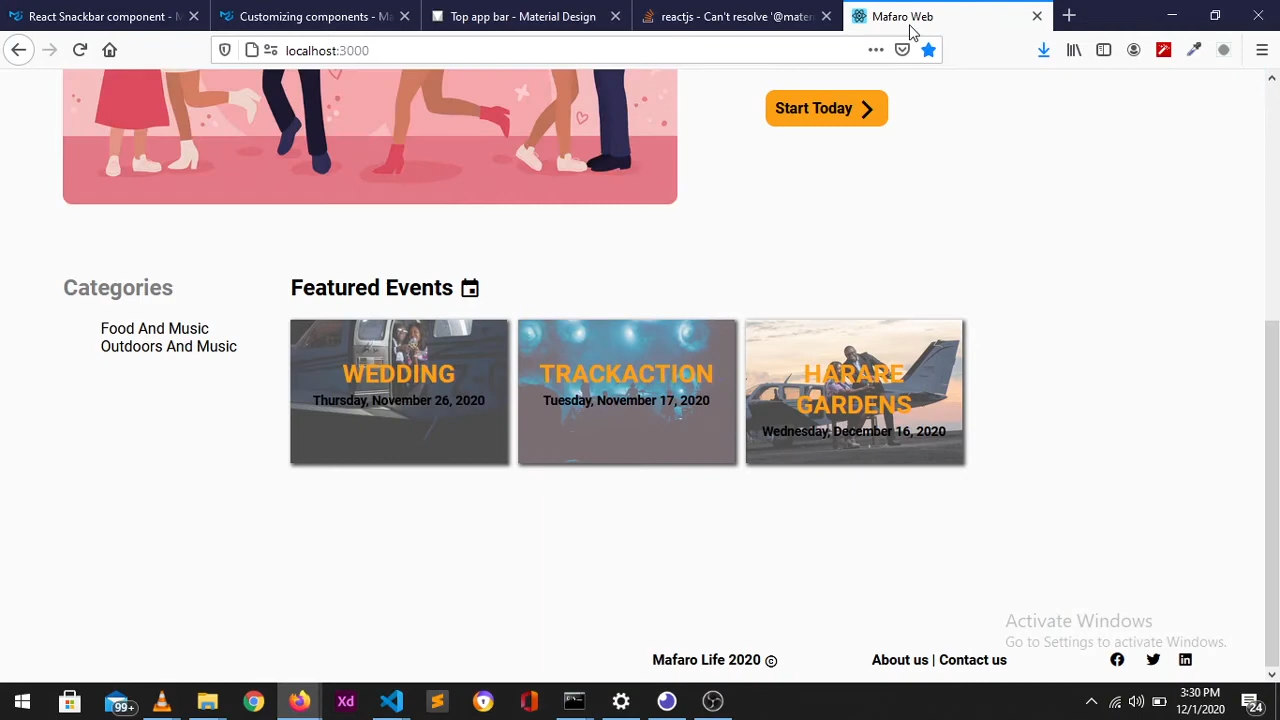 React Snackbar component - M
Customizing components - Ma
Top app bar - Material Design
reactjs - Can't resolve '@mater
Mafaro Web
localhost:3000
Start Today
Categories
Featured Events
Food And Music
Outdoors And Music
WEDDING
Thursday, November 26, 2020
TRACKACTION
Tuesday, November 17, 2020
HARARE
GARDENS
Wednesday, December 16, 2020
Activate Windows
Go to Settings to activate Windows.
Mafaro Life 2020 ©
About us | Contact us
99+
Xd
3:30 PM
12/1/2020
24